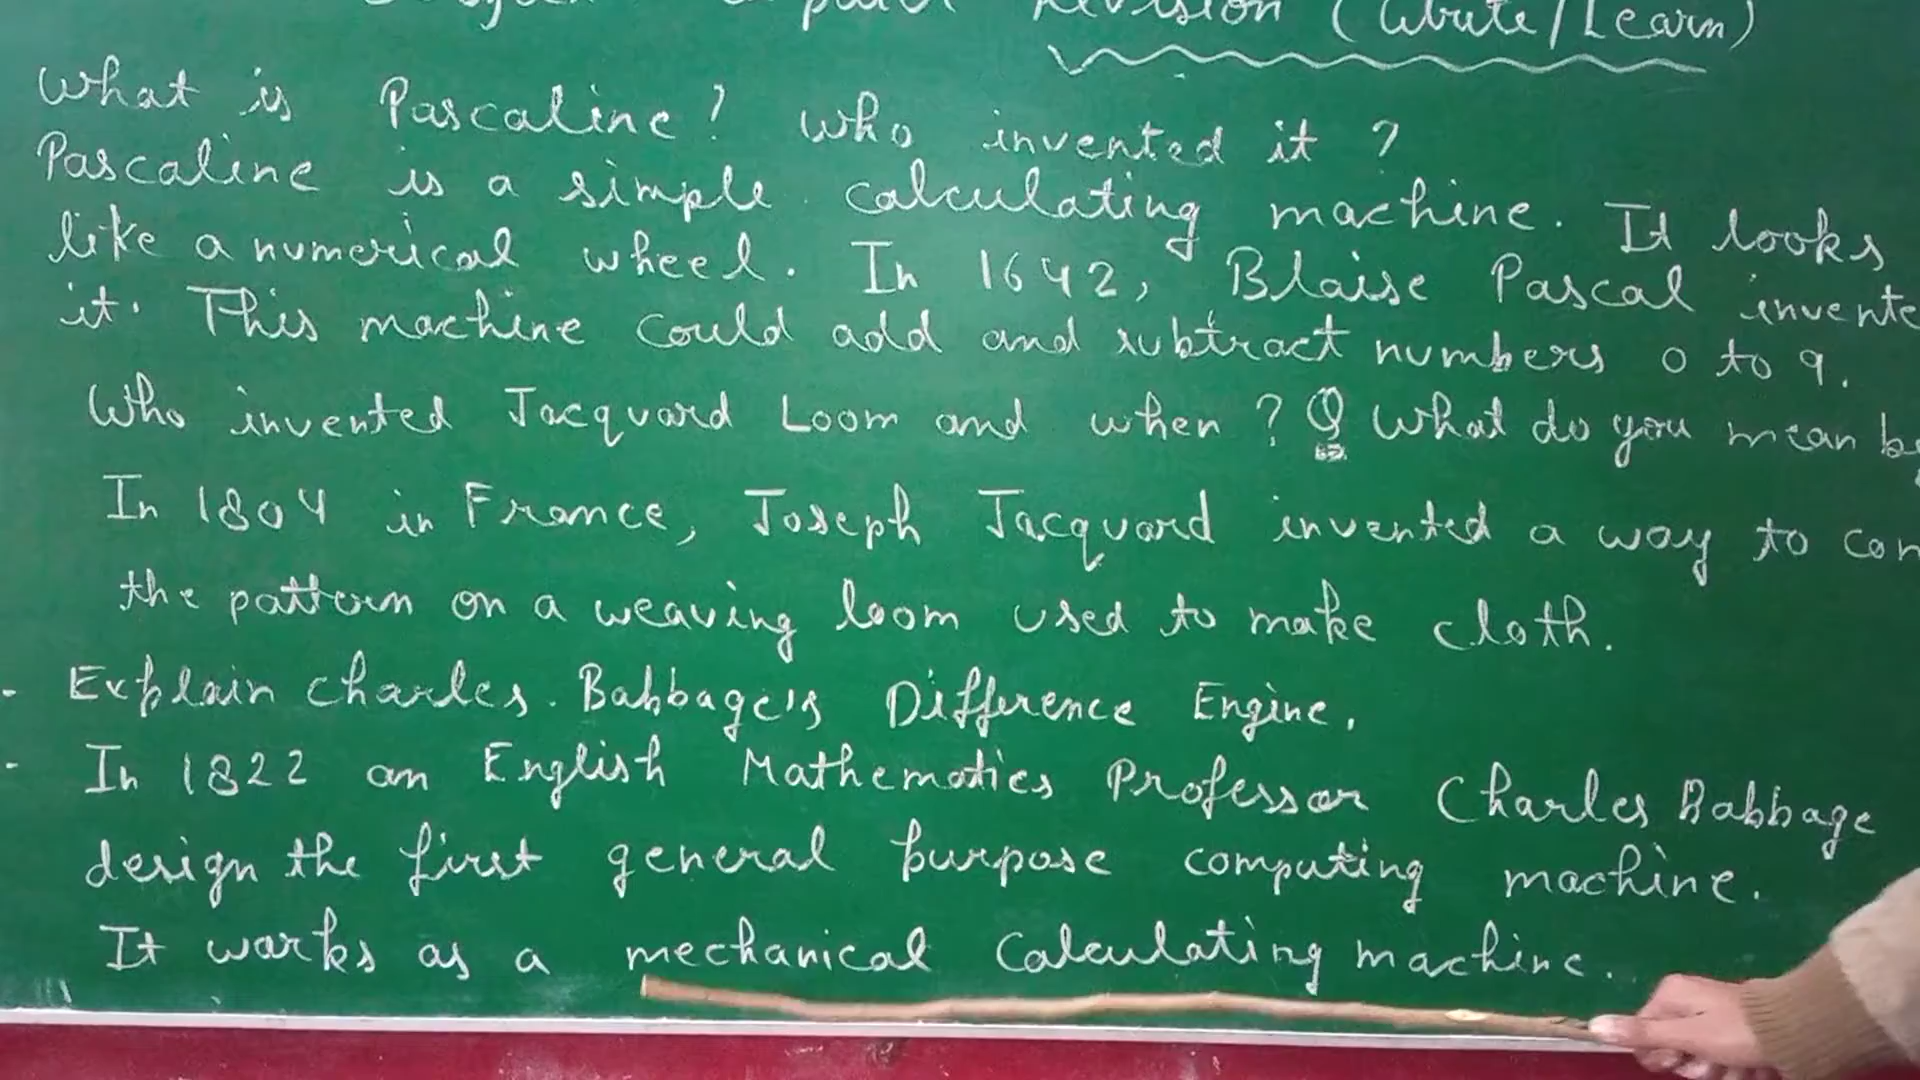 Revision (Write/Learn)
What is Pascaline? Who invented it?
Pascaline is a simple calculating machine. It looks
like a numerical wheel. In 1642, Blaise Pascal invente
it. This machine could add and subtract numbers 0 to 9.
Who invented Jacquard Loom and when? Q What do you mean by
In 1804 in France, Joseph Jacquard invented a way to con
the pattern on a weaving loom used to make cloth.
- Explain Charles. Babbage's Difference Engine.
- In 1822 an English Mathematics Professor Charles Babbage
design the first general purpose computing machine.
It works as a mechanical Calculating machine.